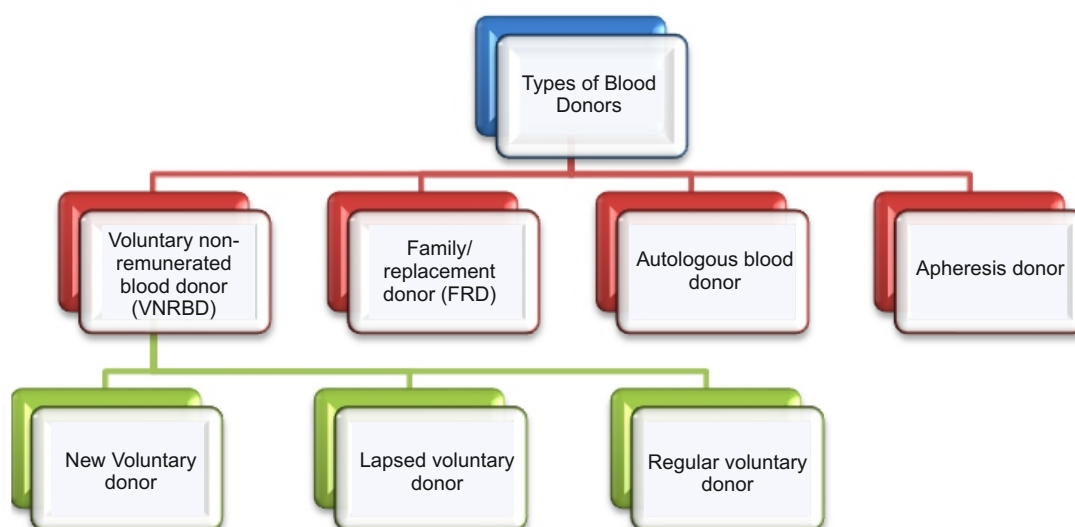 Types of Blood
Donors
Voluntary non-
remunerated
blood donor
(VNRBD)
Family/
replacement
donor (FRD)
Autologous blood
donor
Apheresis donor
New Voluntary
donor
Lapsed voluntary
donor
Regular voluntary
donor